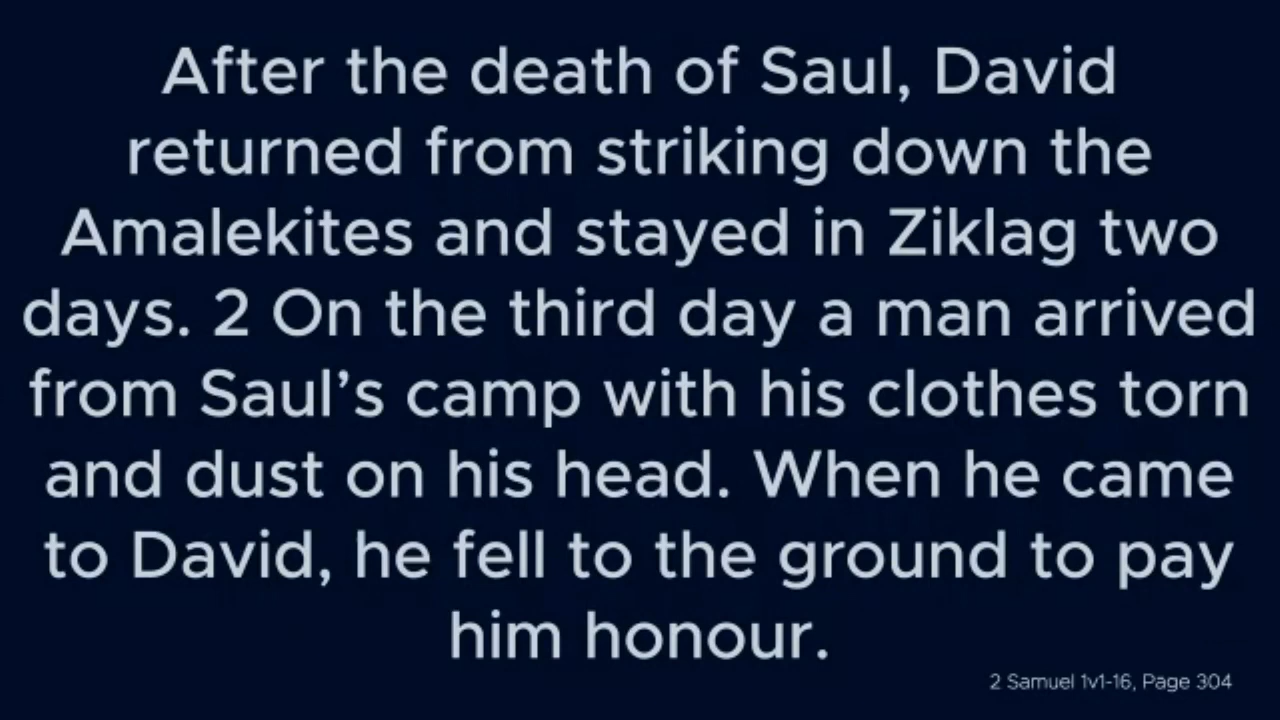 After the death of Saul, David
returned from striking down the
Amalekites and stayed in Ziklag two
days. 2 On the third day a man arrived
from Saul’s camp with his clothes torn
and dust on his head. When he came
to David, he fell to the ground to pay
him honour.
2 Samuel 1v1-16, Page 304